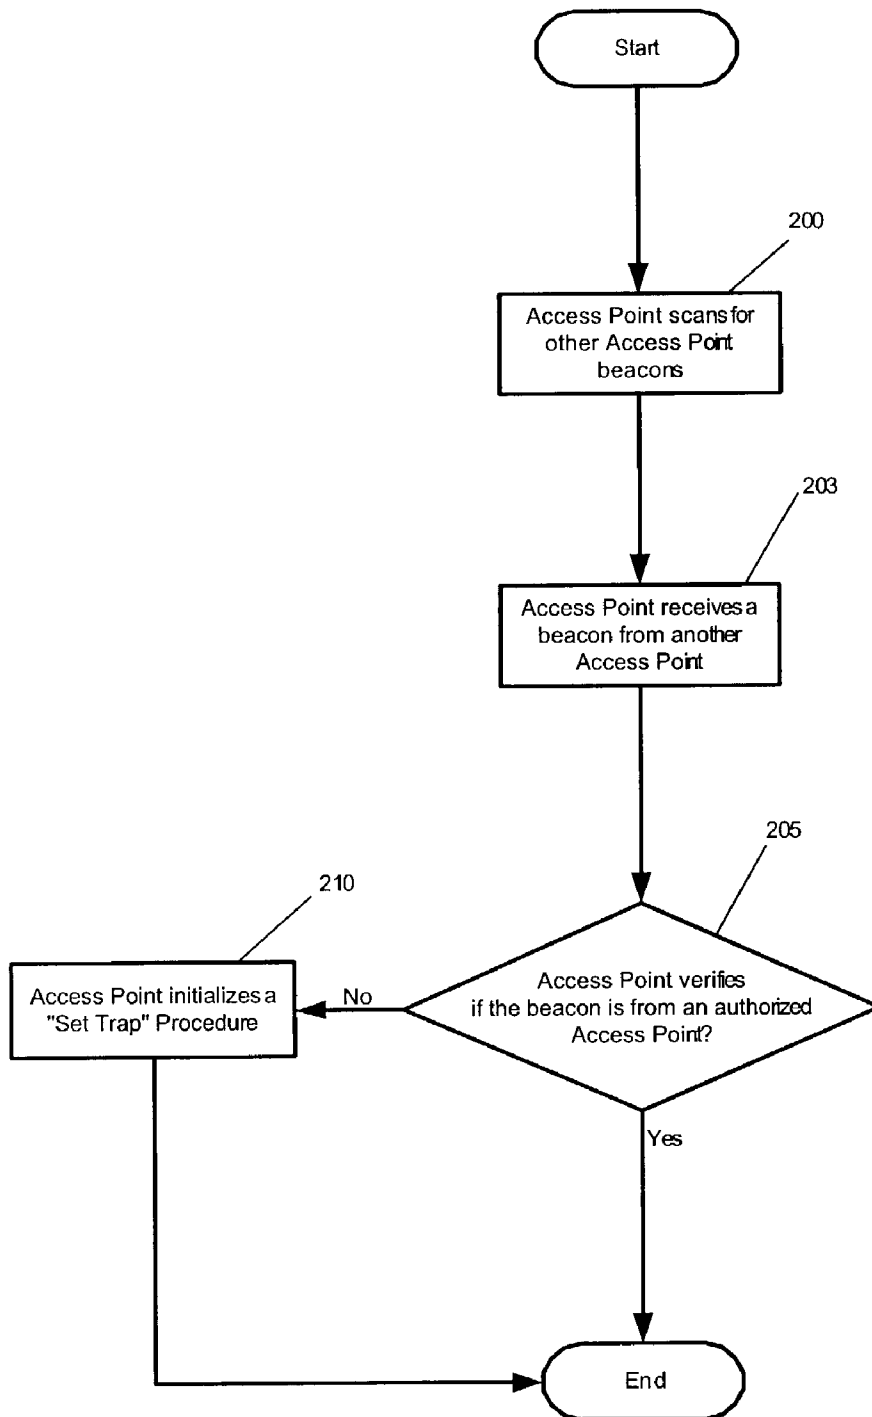 Start
200
Access Point scans for
other Access Point
beacons
203
Access Point receives a
beacon from another
Access Point
205
210
Access Point verifies
if the beacon is from an authorized
Access Point?
Access Point initializes a
"Set Trap" Procedure
No
Yes
End